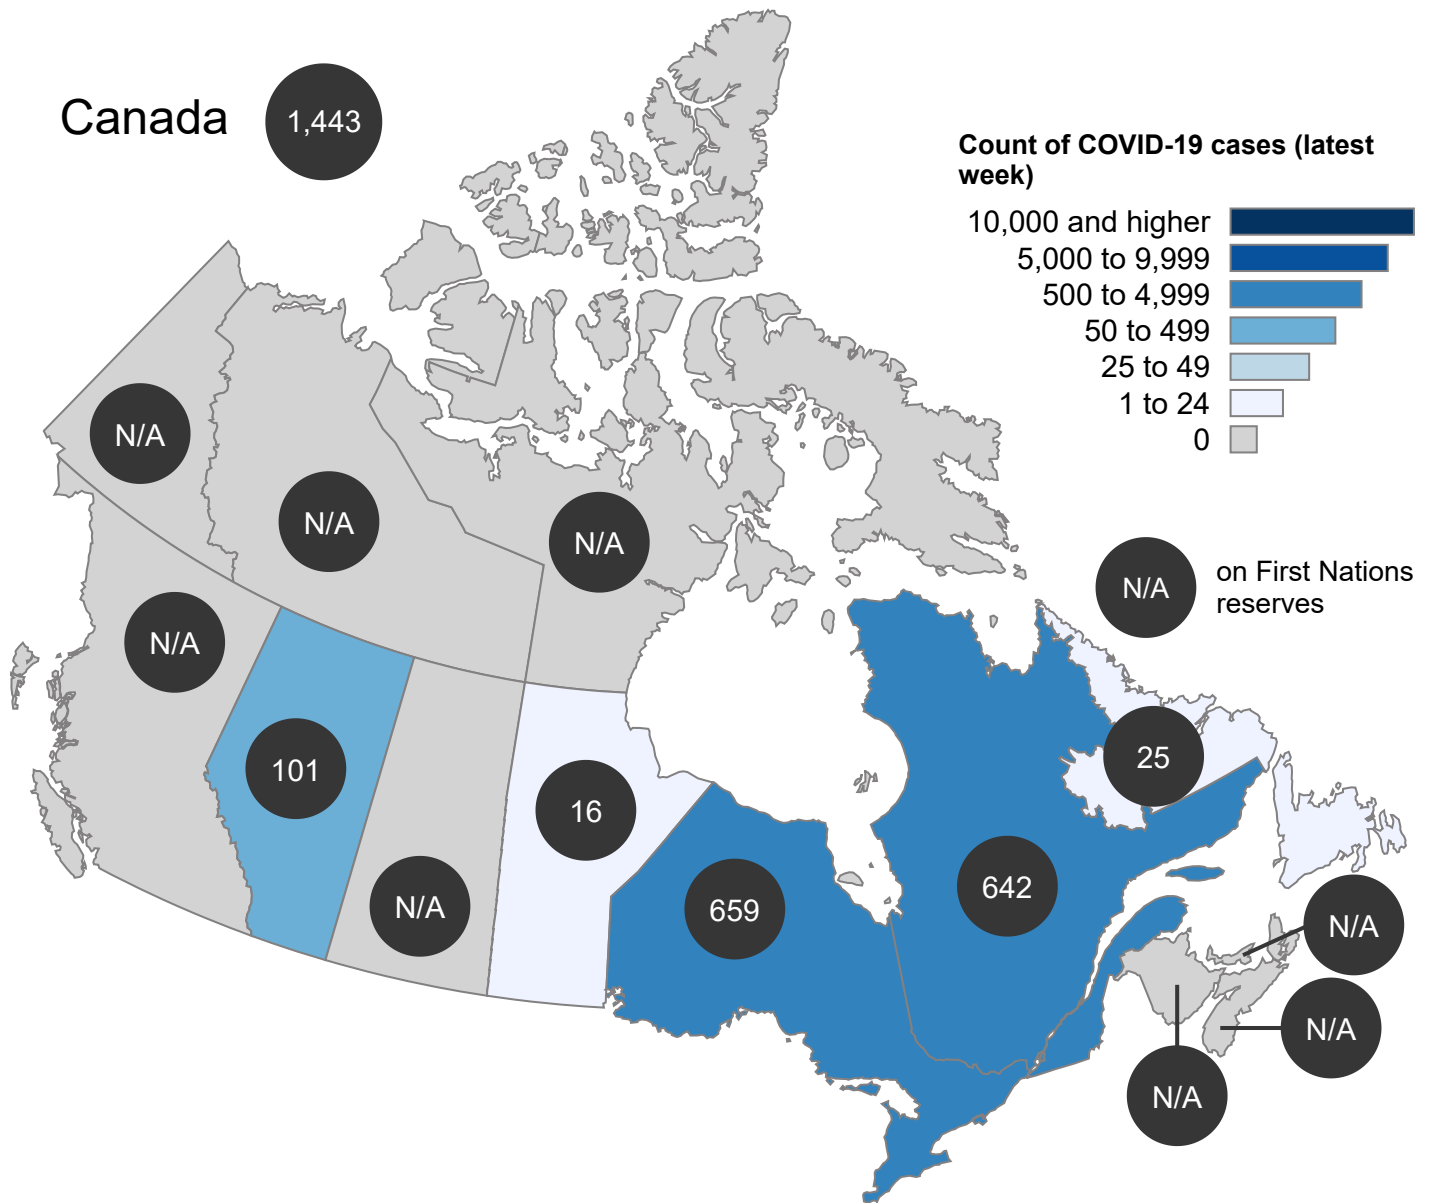 Canada
1,443
Count of COVID-19 cases (latest
week)
10,000 and higher
5,000 to 9,999
500 to 4,999
50 to 499
25 to 49
1 to 24
0
N/A
N/A
N/A
N/A
on First Nations
reserves
N/A
101
16
25
N/A
659
642
N/A
N/A
N/A